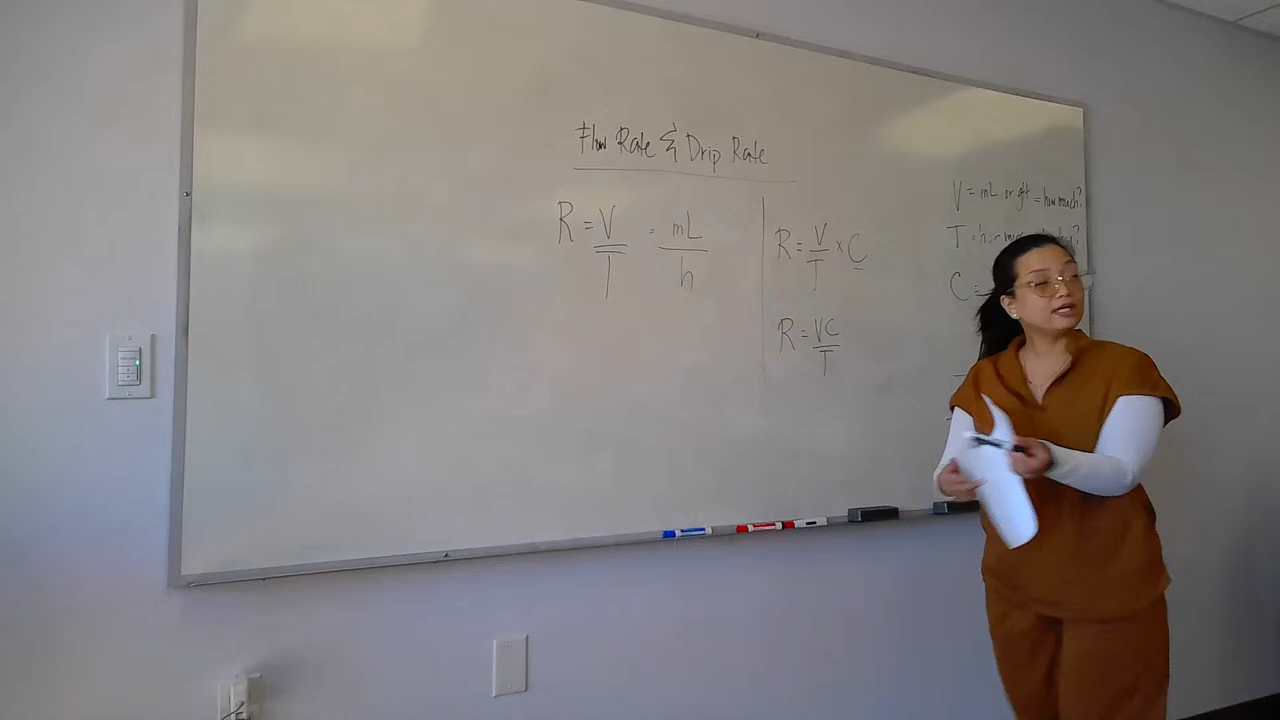 Flow Rate & Drip Rate
R = V/T = mL/h
R = V/T × C
R = VC/T
V = mL or gtt = how much?
T =
C =